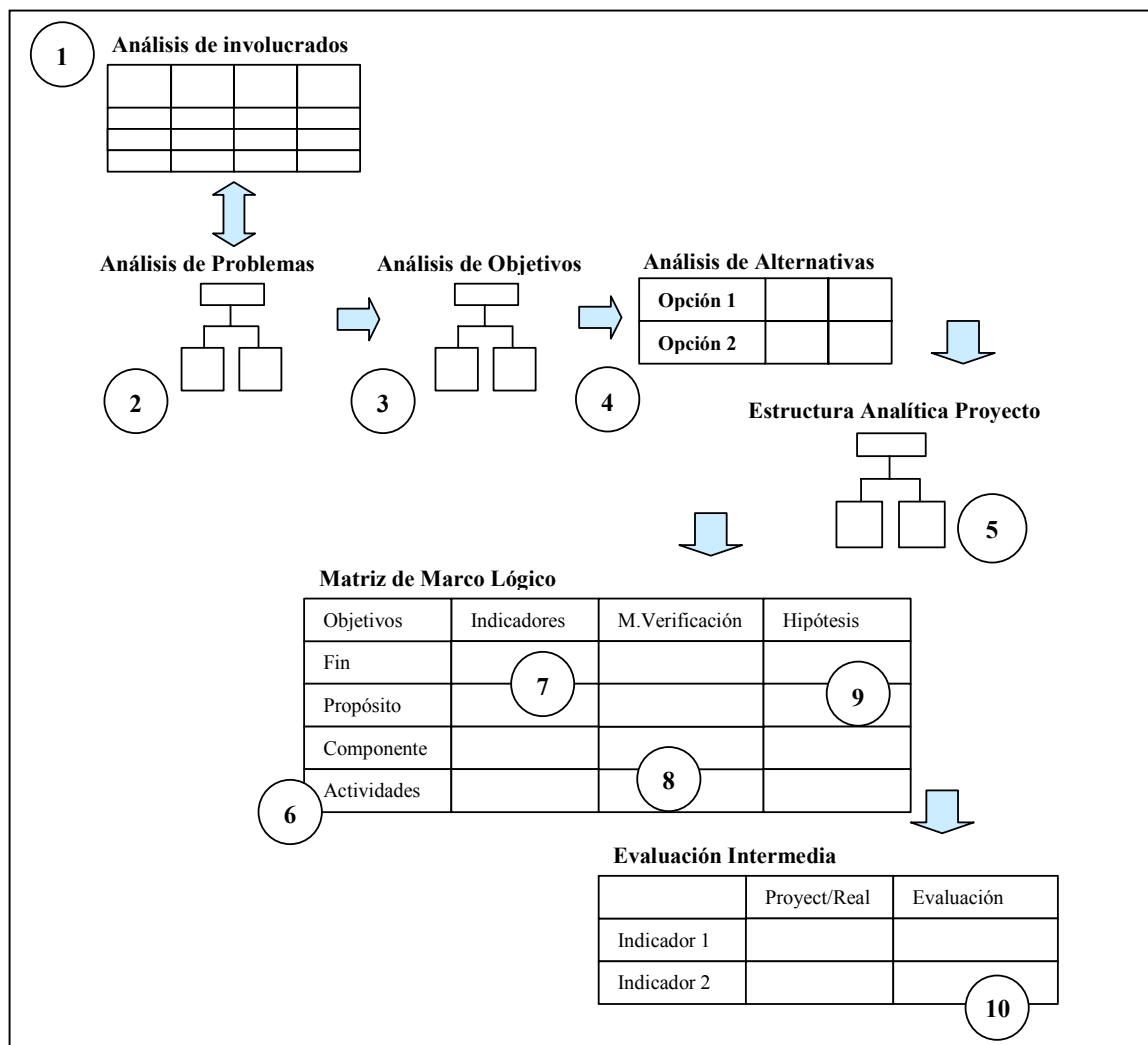 1
Análisis de involucrados
Análisis de Problemas
Análisis de Objetivos
Análisis de Alternativas
Opción 1
Opción 2
2
3
4
Estructura Analítica Proyecto
5
Matriz de Marco Lógico
Objetivos Indicadores M.Verificación Hipótesis
Fin
7
9
Propósito
Componente
8
Actividades
6
Evaluación Intermedia
Proyect/Real Evaluación
Indicador 1
Indicador 2
10